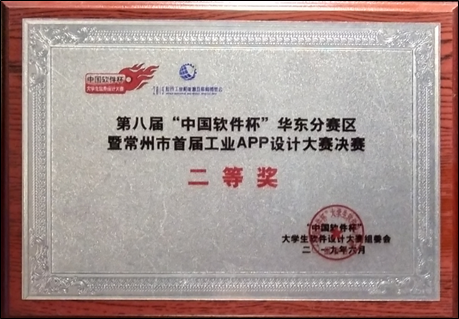 中国软件杯
大学生软件设计大赛
第八届“中国软件杯”华东分赛区
暨常州市首届工业APP设计大赛决赛
二等奖
“中国软件杯”
大学生软件设计大赛组委会
二〇一九年六月